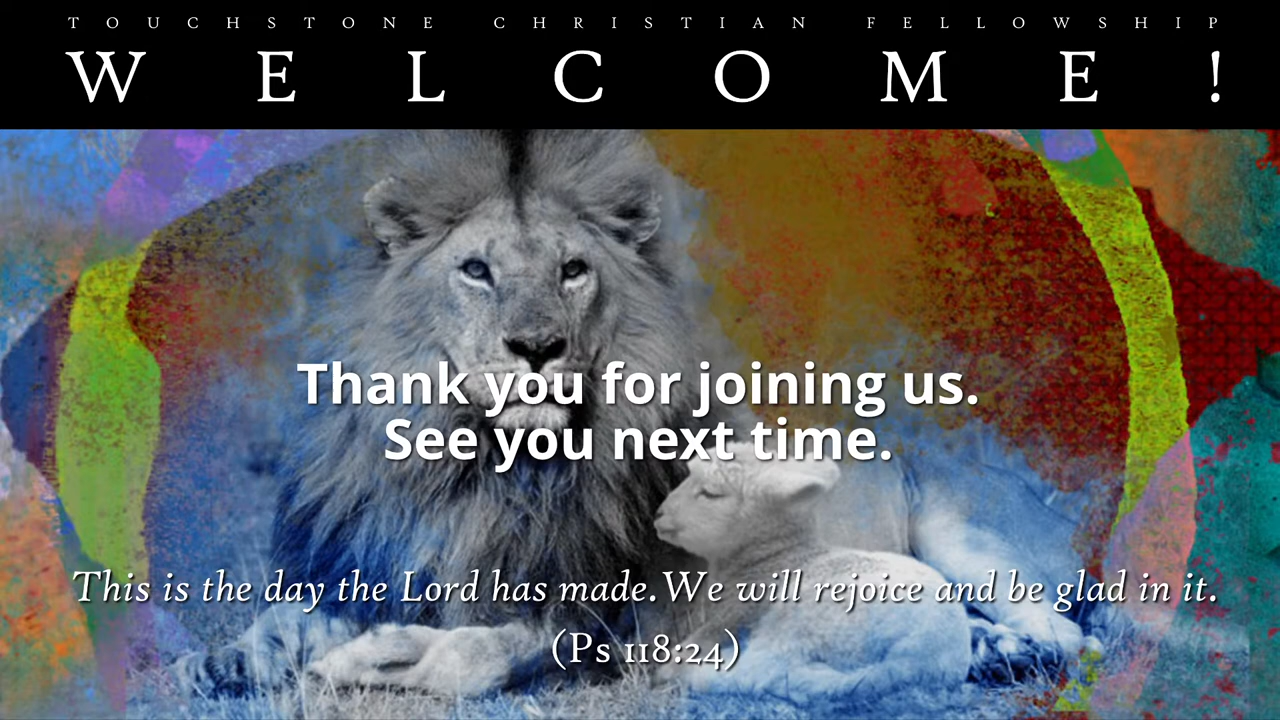 TOUCHSTONE CHRISTIAN FELLOWSHIP
WELCOME!
Thank you for joining us.
See you next time.
This is the day the Lord has made. We will rejoice and be glad in it.
(Ps 118:24)